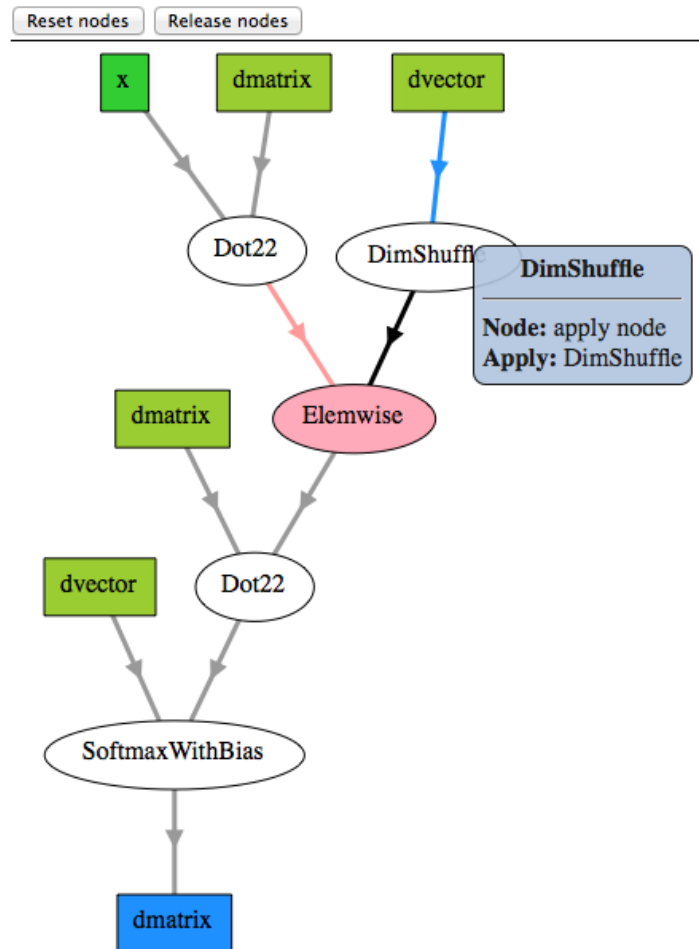 Reset nodes Release nodes
x dmatrix dvector
Dot22 DimShuffle
DimShuffle
Node: apply node
Apply: DimShuffle
dmatrix Elemwise
dvector Dot22
SoftmaxWithBias
dmatrix